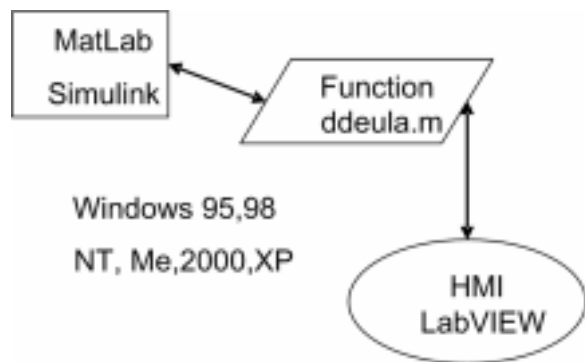 MatLab
Simulink
Function
ddeula.m
Windows 95,98
NT, Me,2000,XP
HMI
LabVIEW